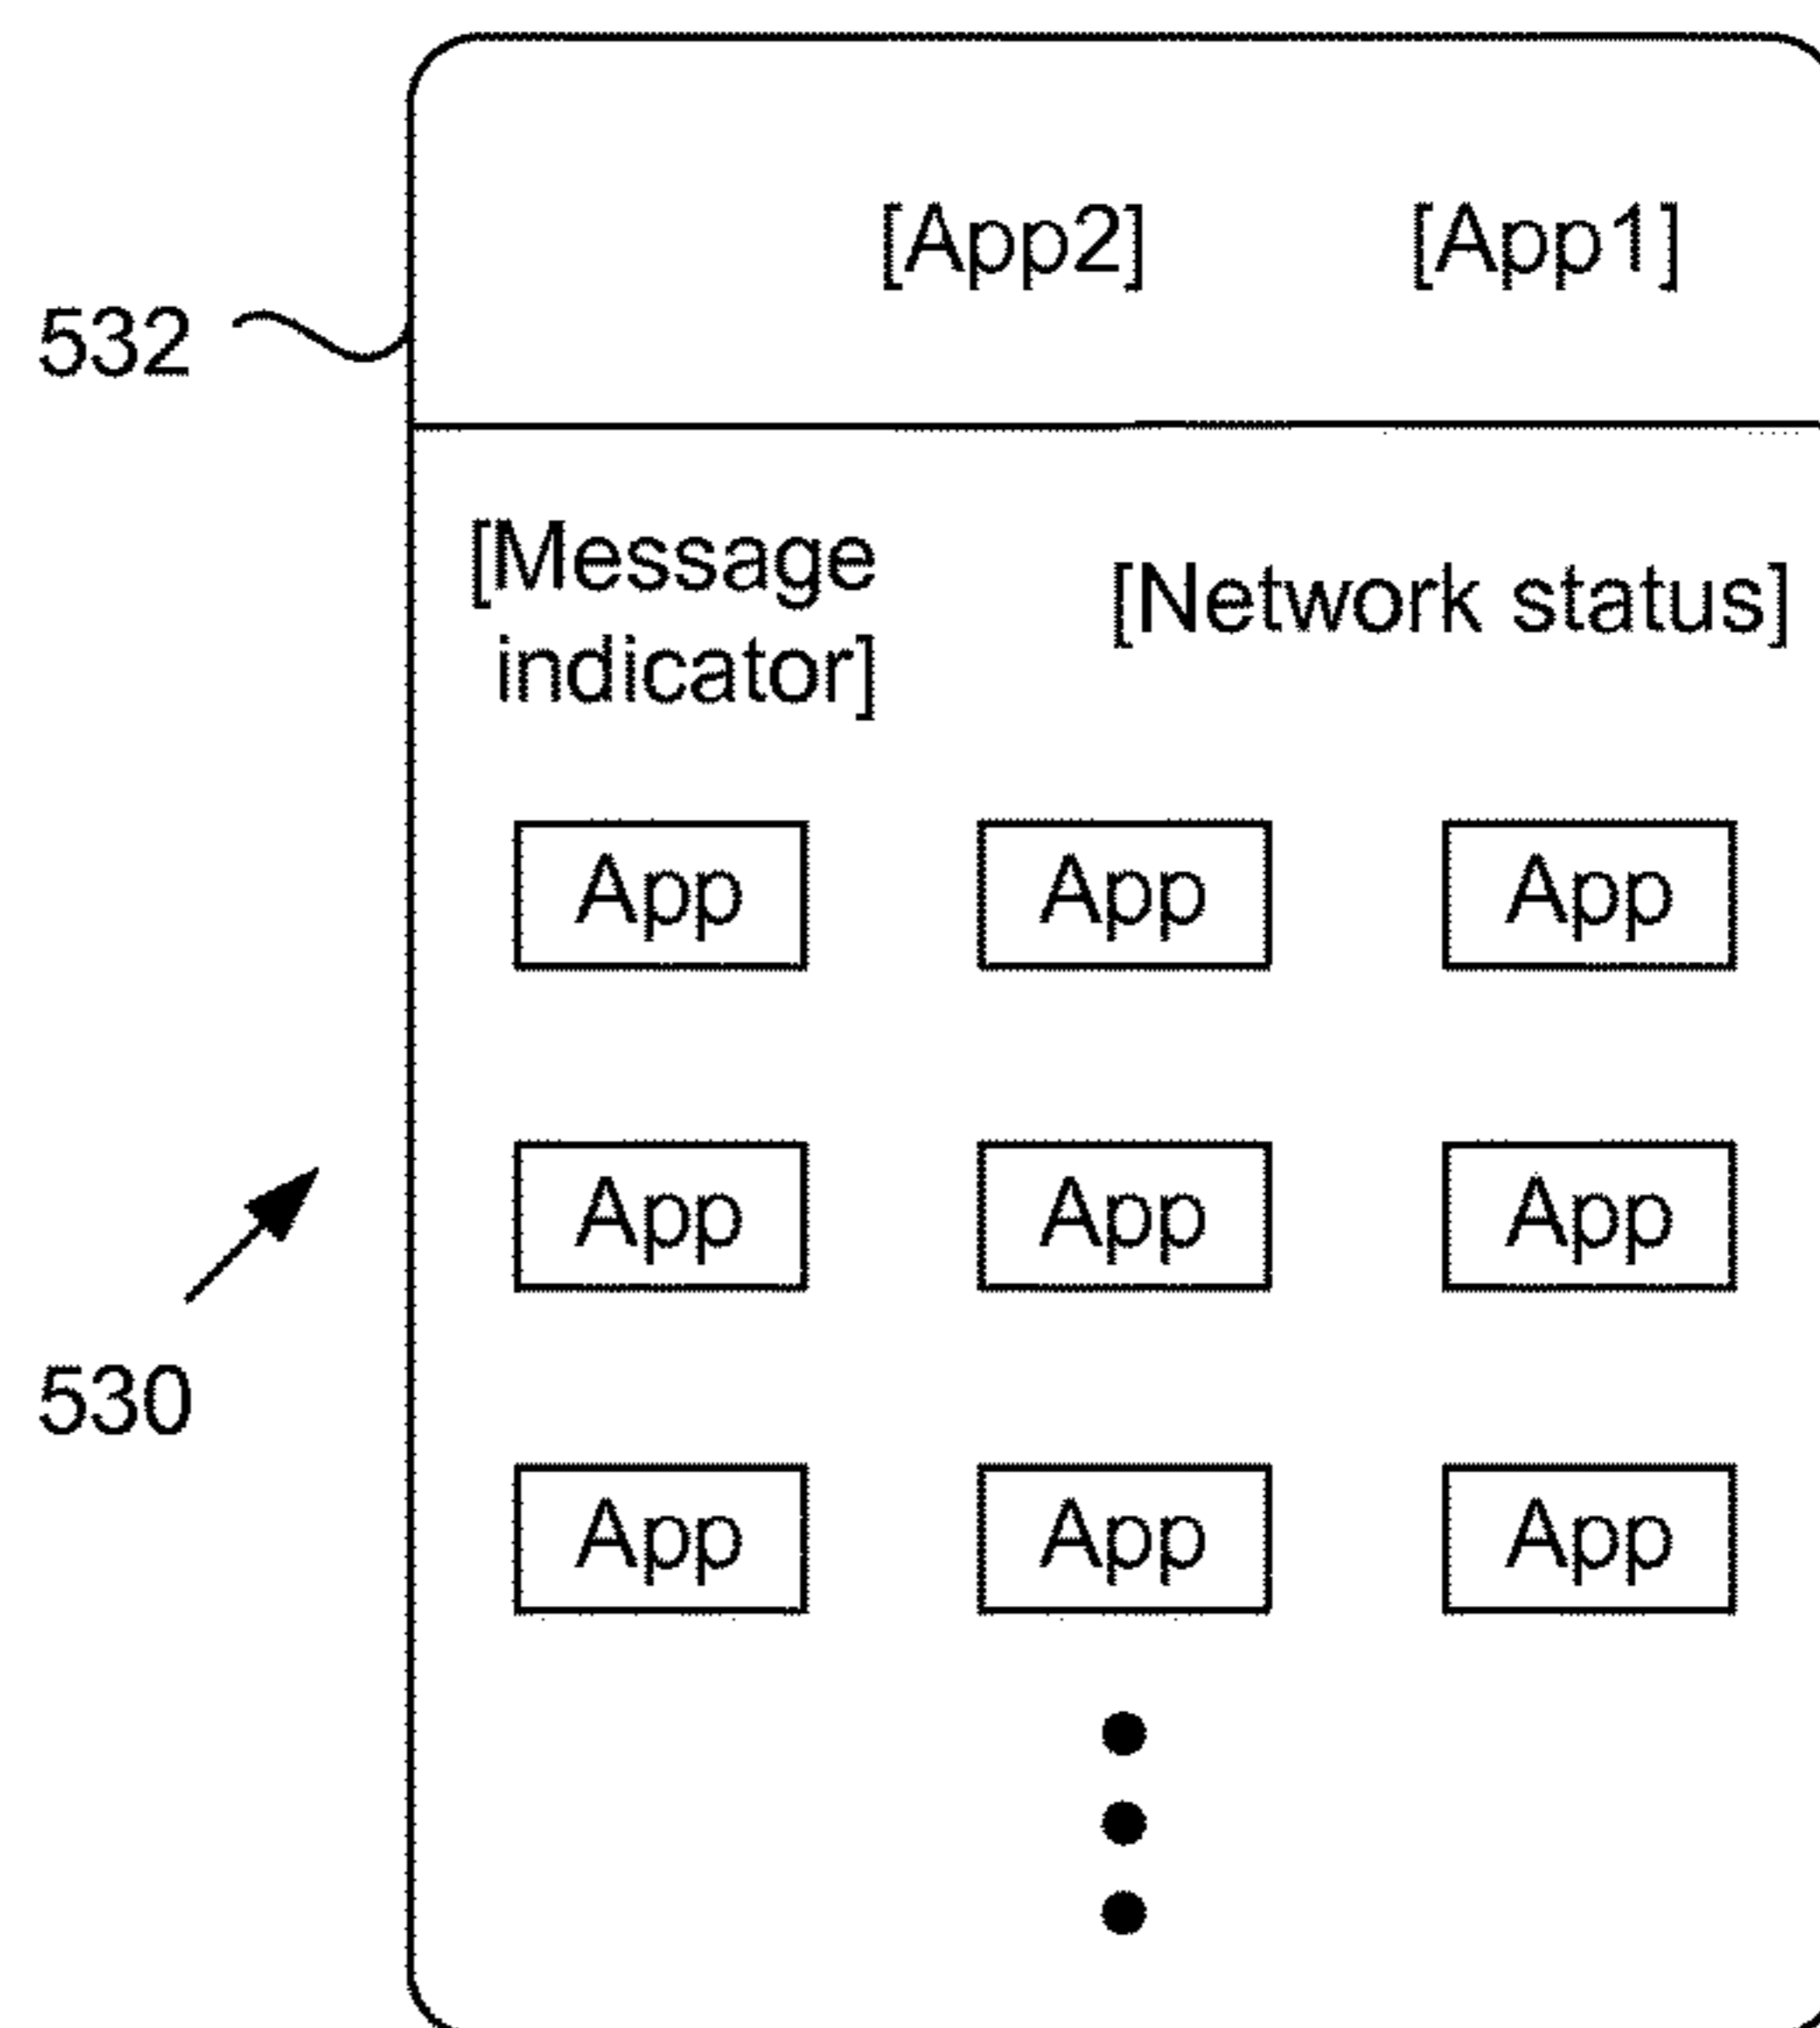 [App2] [App1]
532
[Message
indicator]
[Network status]
App App App
App App App
530
App App App